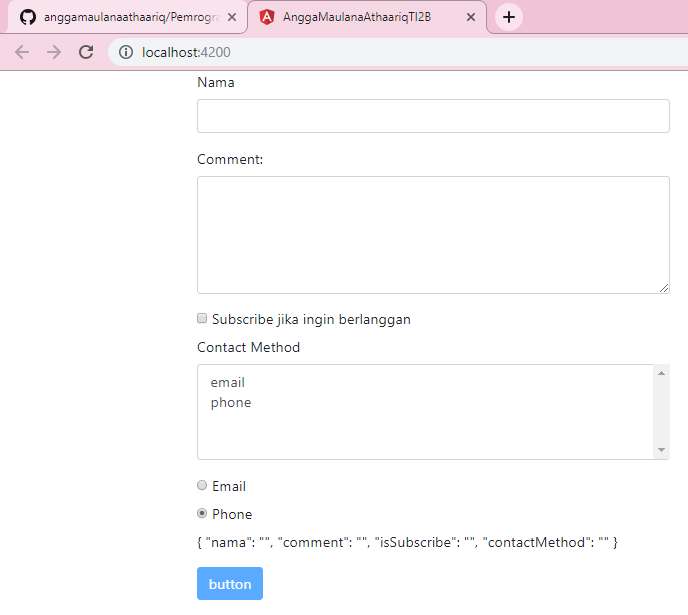 anggamaulanaathaariq/Pemrogra
AnggaMaulanaAthaariqTI2B
localhost:4200
Nama
Comment:
Subscribe jika ingin berlanggan
Contact Method
email
phone
Email
Phone
{ "nama": "", "comment": "", "isSubscribe": "", "contactMethod": "" }
button